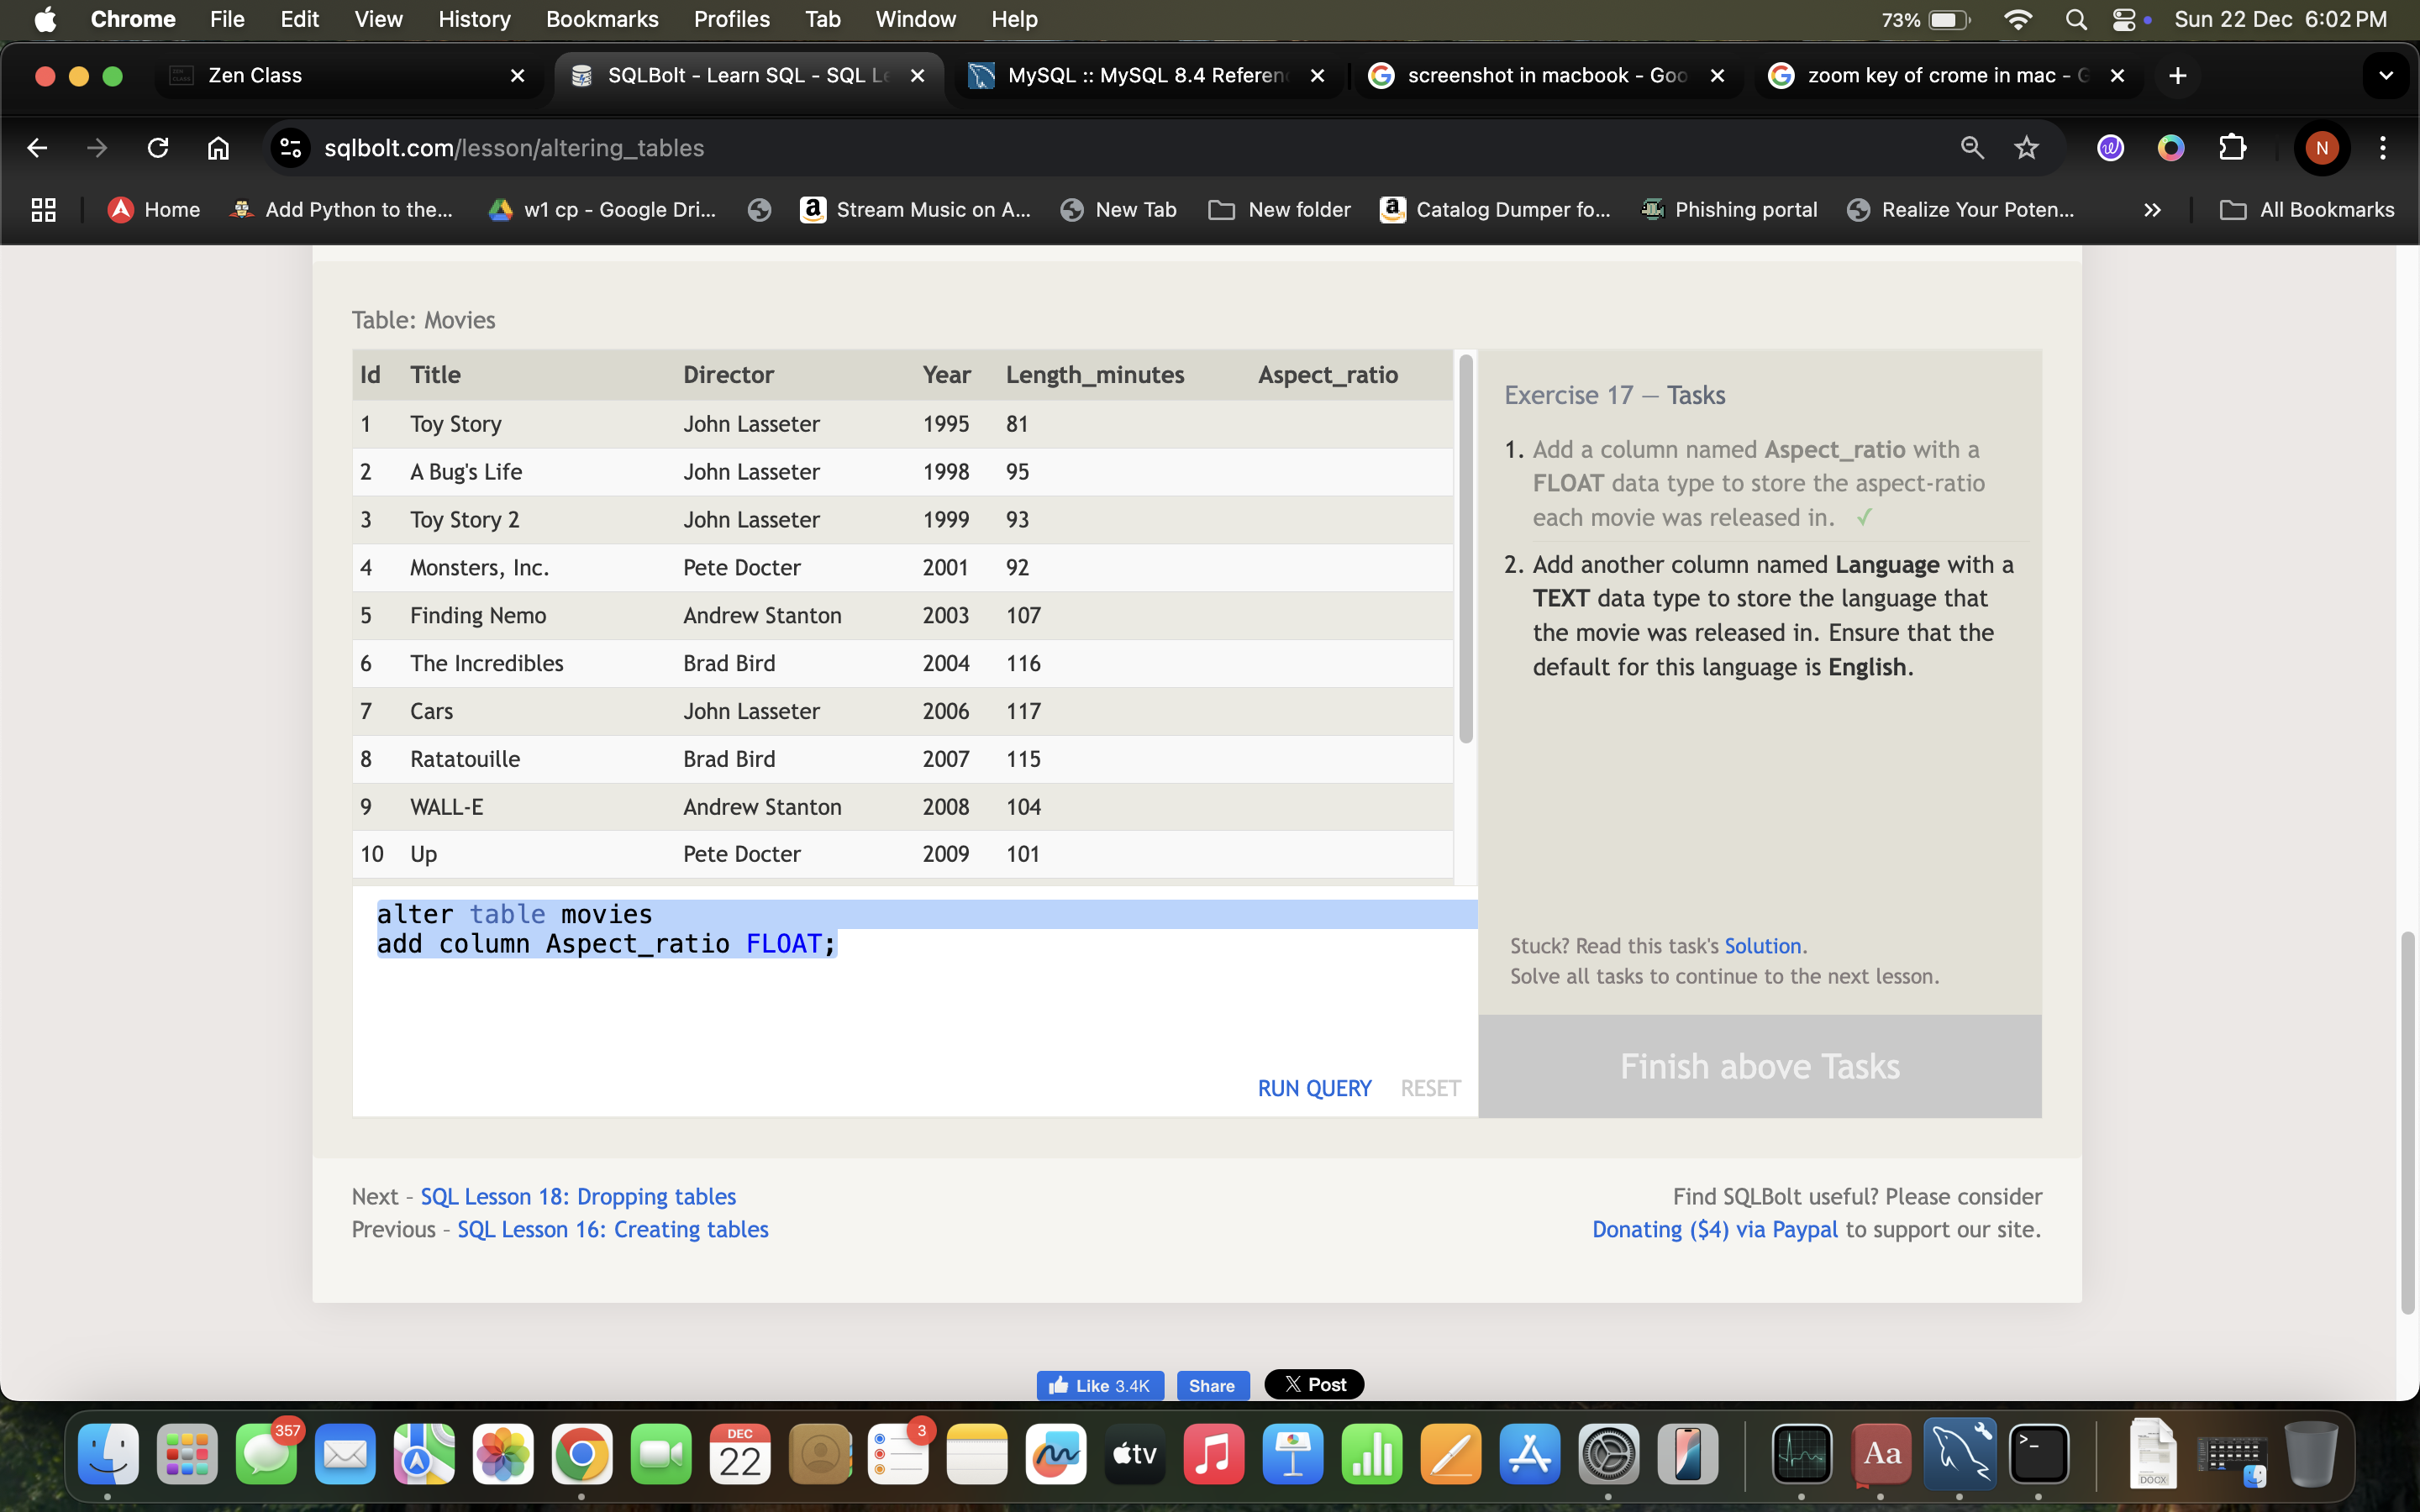 Chrome File Edit View History Bookmarks Profiles Tab Window Help 73% Sun 22 Dec 6:02 PM
Zen Class SQLBolt - Learn SQL - SQL Le MySQL :: MySQL 8.4 Referen screenshot in macbook - Goo zoom key of crome in mac - G
sqlbolt.com/lesson/altering_tables N
Home Add Python to the... w1 cp - Google Dri... Stream Music on A... New Tab New folder Catalog Dumper fo... Phishing portal Realize Your Poten... » All Bookmarks
Table: Movies
Id Title Director Year Length_minutes Aspect_ratio
1 Toy Story John Lasseter 1995 81
2 A Bug's Life John Lasseter 1998 95
3 Toy Story 2 John Lasseter 1999 93
4 Monsters, Inc. Pete Docter 2001 92
5 Finding Nemo Andrew Stanton 2003 107
6 The Incredibles Brad Bird 2004 116
7 Cars John Lasseter 2006 117
8 Ratatouille Brad Bird 2007 115
9 WALL-E Andrew Stanton 2008 104
10 Up Pete Docter 2009 101
alter table movies
add column Aspect_ratio FLOAT;
RUN QUERY RESET
Exercise 17 — Tasks
1. Add a column named Aspect_ratio with a
FLOAT data type to store the aspect-ratio
each movie was released in. ✓
2. Add another column named Language with a
TEXT data type to store the language that
the movie was released in. Ensure that the
default for this language is English.
Stuck? Read this task's Solution.
Solve all tasks to continue to the next lesson.
Finish above Tasks
Next - SQL Lesson 18: Dropping tables
Previous - SQL Lesson 16: Creating tables
Find SQLBolt useful? Please consider
Donating ($4) via Paypal to support our site.
Like 3.4K Share X Post
357 DEC 22 3 tv Aa >_ DOCX